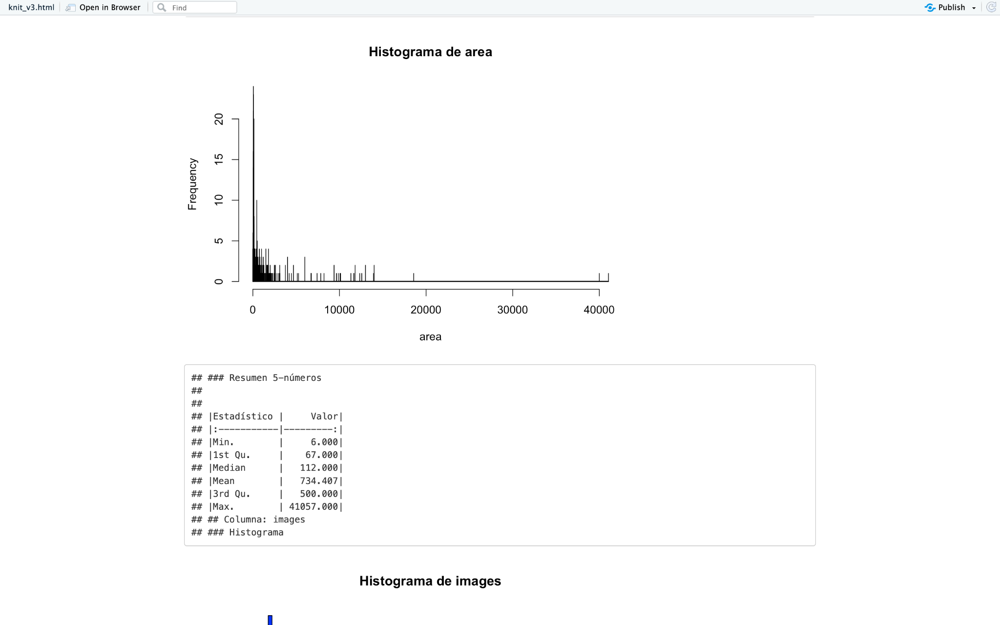 knit_v3.html Open in Browser Find Publish
Histograma de area
Frequency
20
15
10
5
0
0 10000 20000 30000 40000
area
## ### Resumen 5-números
##
##
## |Estadístico |     Valor|
## |:-----------|---------:|
## |Min.        |     6.000|
## |1st Qu.     |    67.000|
## |Median      |   112.000|
## |Mean        |   734.407|
## |3rd Qu.     |   500.000|
## |Max.        | 41057.000|
## ## Columna: images
## ### Histograma
Histograma de images